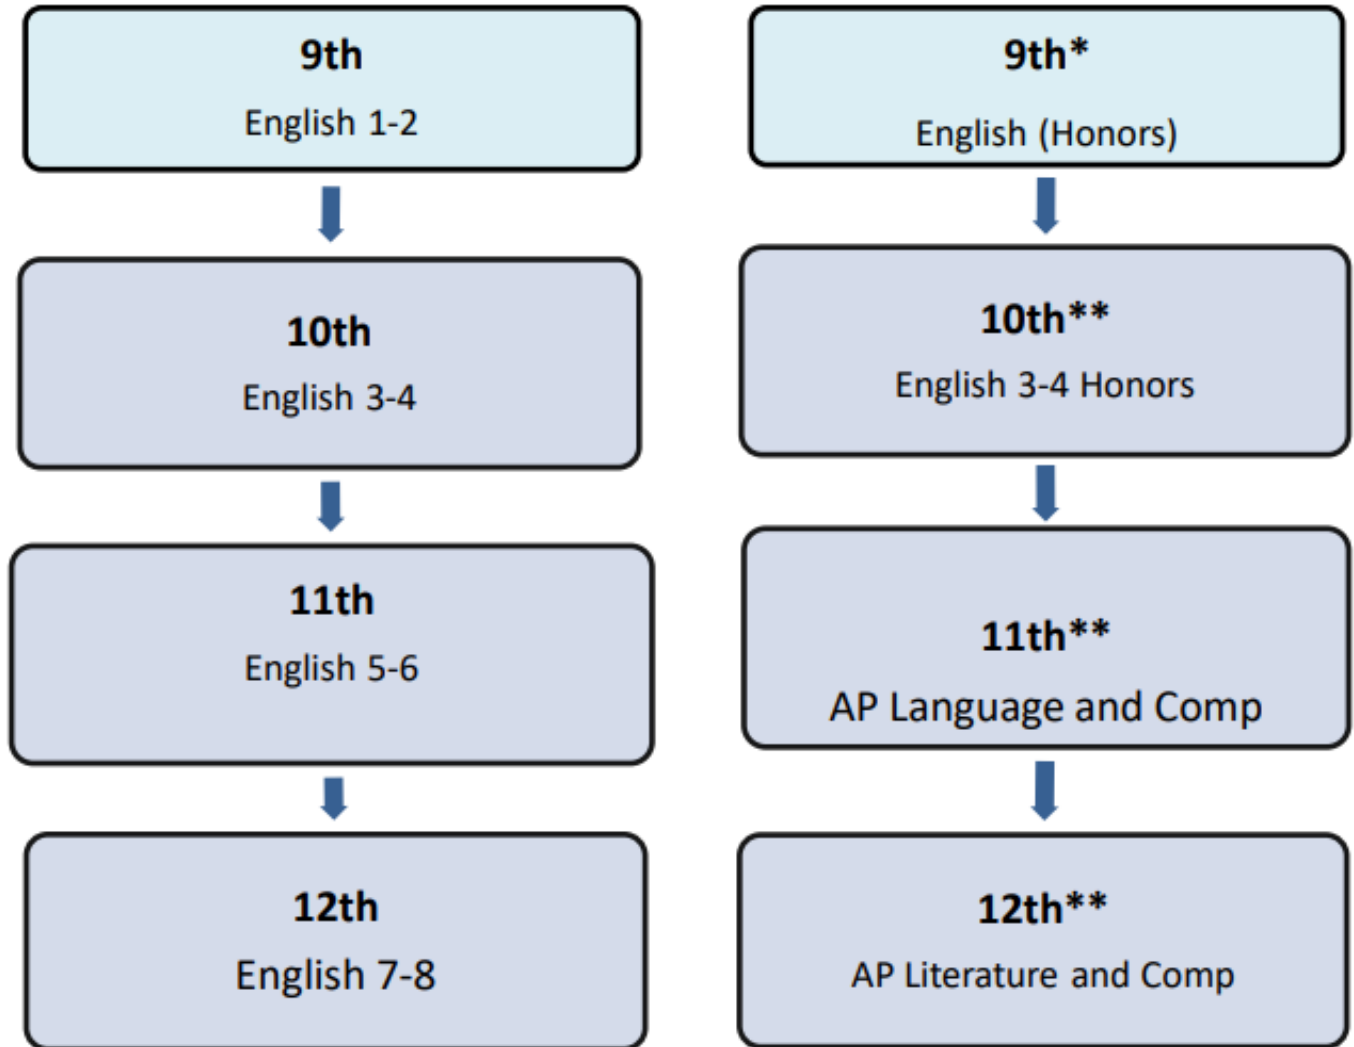 9th
English 1-2
10th
English 3-4
11th
English 5-6
12th
English 7-8
9th*
English (Honors)
10th**
English 3-4 Honors
11th**
AP Language and Comp
12th**
AP Literature and Comp